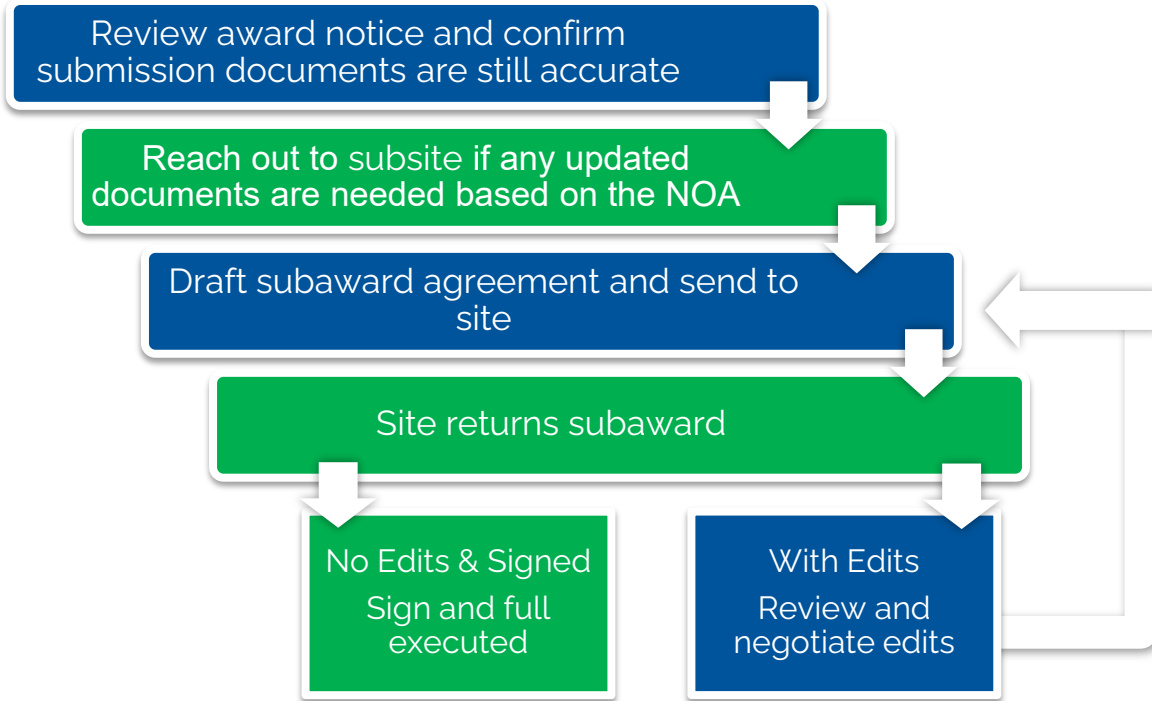 Review award notice and confirm
submission documents are still accurate
Reach out to subsite if any updated
documents are needed based on the NOA
Draft subaward agreement and send to
site
Site returns subaward
No Edits & Signed
Sign and full
executed
With Edits
Review and
negotiate edits